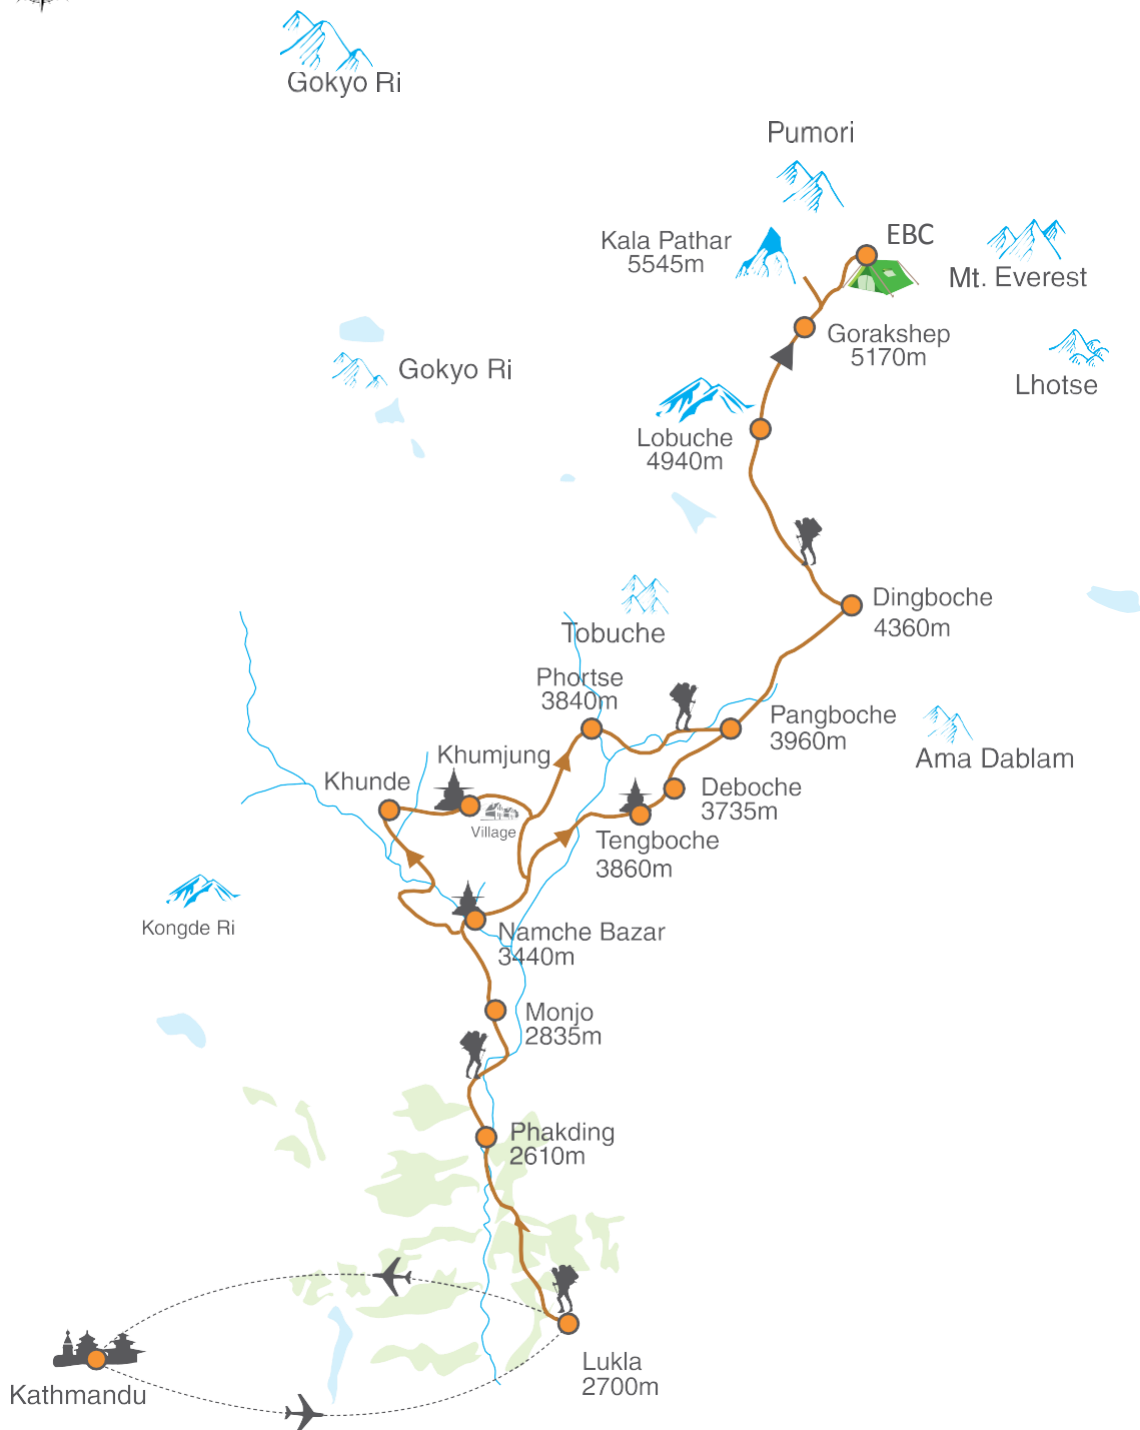 Gokyo Ri
Pumori
EBC
Kala Pathar
5545m
Mt. Everest
Gorakshep
5170m
Gokyo Ri
Lhotse
Lobuche
4940m
Dingboche
4360m
Tobuche
Phortse
3840m
Pangboche
3960m
Ama Dablam
Khumjung
Khunde
Deboche
3735m
Village
Tengboche
3860m
Kongde Ri
Namche Bazar
3440m
Monjo
2835m
Phakding
2610m
Lukla
2700m
Kathmandu